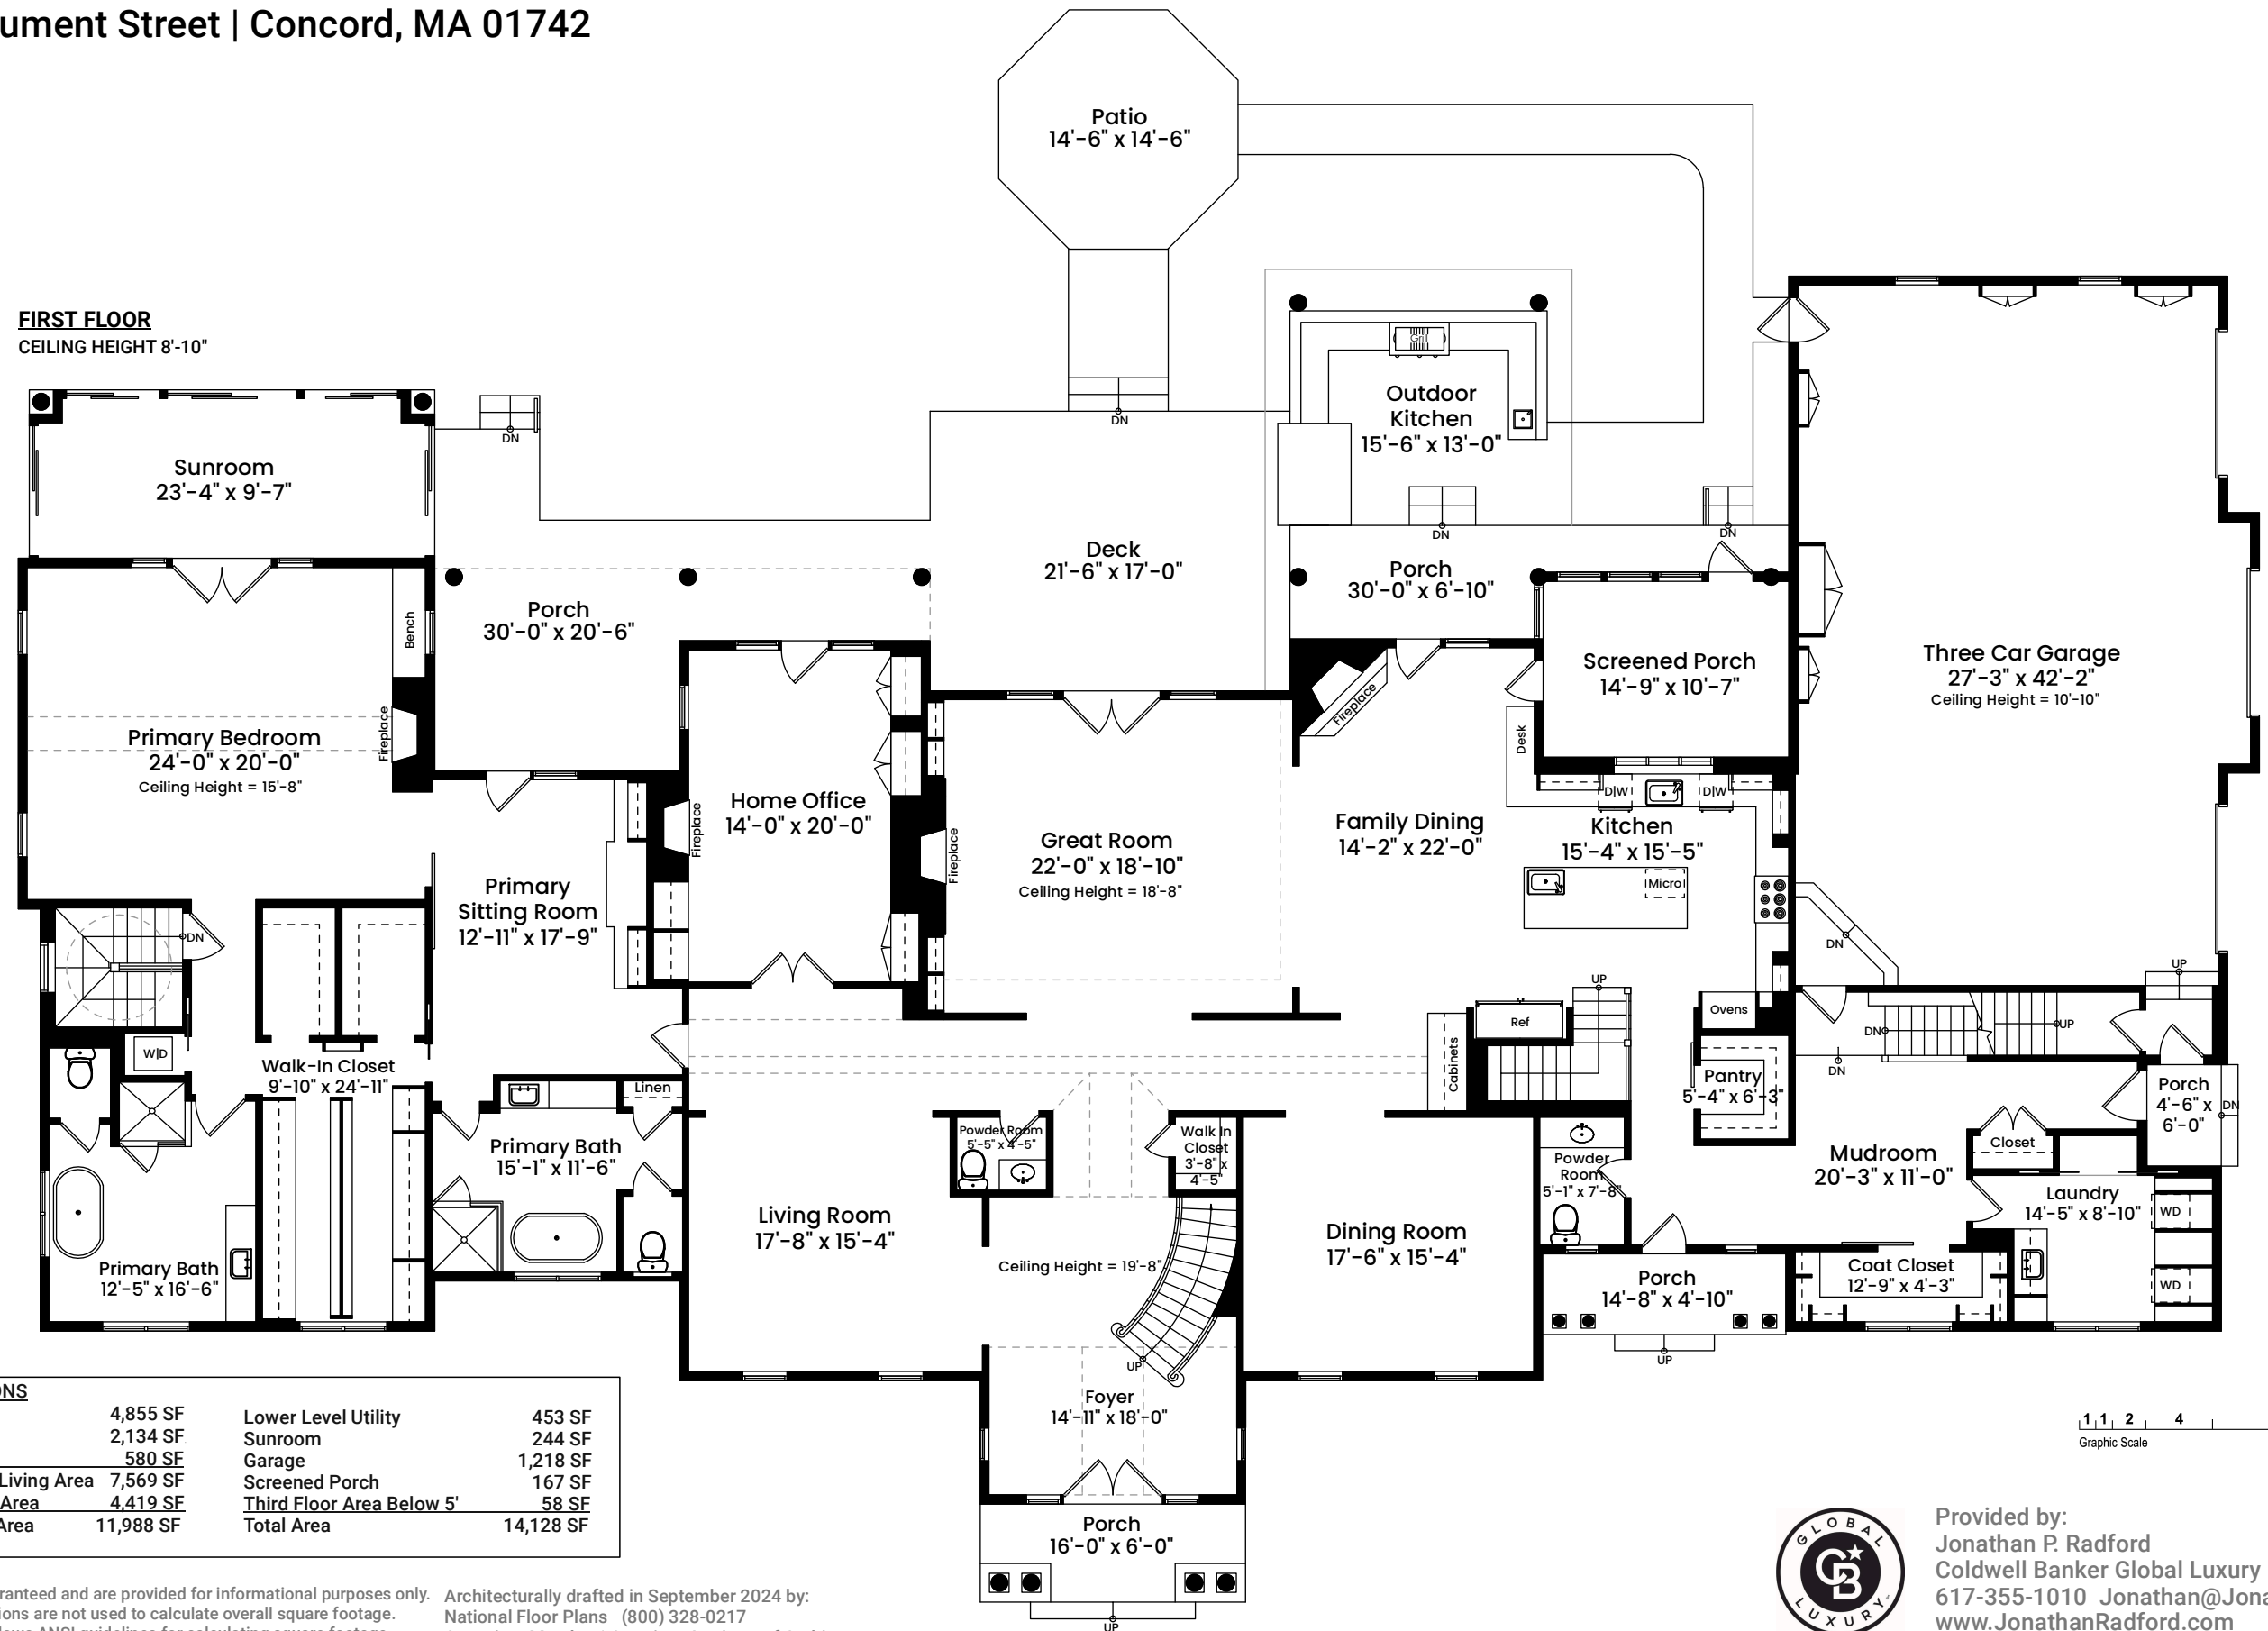 ument Street | Concord, MA 01742
Patio
14'-6" x 14'-6"
FIRST FLOOR
CEILING HEIGHT 8'-10"
DN
DN
Grill
Outdoor
Kitchen
15'-6" x 13'-0"
DN
DN
Sunroom
23'-4" x 9'-7"
Deck
21'-6" x 17'-0"
Porch
30'-0" x 6'-10"
Porch
30'-0" x 20'-6"
Bench
Screened Porch
14'-9" x 10'-7"
Three Car Garage
27'-3" x 42'-2"
Ceiling Height = 10'-10"
Fireplace
Desk
Primary Bedroom
24'-0" x 20'-0"
Ceiling Height = 15'-8"
Fireplace
Home Office
14'-0" x 20'-0"
Fireplace
Fireplace
Great Room
22'-0" x 18'-10"
Ceiling Height = 18'-8"
Family Dining
14'-2" x 22'-0"
D|W
D|W
Kitchen
15'-4" x 15'-5"
Micro
Primary
Sitting Room
12'-11" x 17'-9"
DN
DN
UP
UP
Ref
Ovens
DN
UP
DN
Cabinets
W|D
Walk-In Closet
9'-10" x 24'-11"
Linen
Pantry
5'-4" x 6'-3"
Porch
4'-6" x
6'-0"
DN
Primary Bath
15'-1" x 11'-6"
Powder Room
5'-5" x 4'-5"
Walk In
Closet
3'-8" x
4'-5"
Powder
Room
5'-1" x 7'-8"
Mudroom
20'-3" x 11'-0"
Closet
Laundry
14'-5" x 8'-10"
WD
WD
Living Room
17'-8" x 15'-4"
Dining Room
17'-6" x 15'-4"
Ceiling Height = 19'-8"
Primary Bath
12'-5" x 16'-6"
Coat Closet
12'-9" x 4'-3"
Porch
14'-8" x 4'-10"
UP
UP
Foyer
14'-11" x 18'-0"
Porch
16'-0" x 6'-0"
UP
ONS
4,855 SF
2,134 SF
580 SF
Living Area 7,569 SF
Area 4,419 SF
Area 11,988 SF
Lower Level Utility 453 SF
Sunroom 244 SF
Garage 1,218 SF
Screened Porch 167 SF
Third Floor Area Below 5' 58 SF
Total Area 14,128 SF
1 1 2 4
Graphic Scale
ranteed and are provided for informational purposes only.
ions are not used to calculate overall square footage.
Architecturally drafted in September 2024 by:
National Floor Plans (800) 328-0217
GLOBAL
CB
LUXURY
Provided by:
Jonathan P. Radford
Coldwell Banker Global Luxury
617-355-1010 Jonathan@Jona
www.JonathanRadford.com